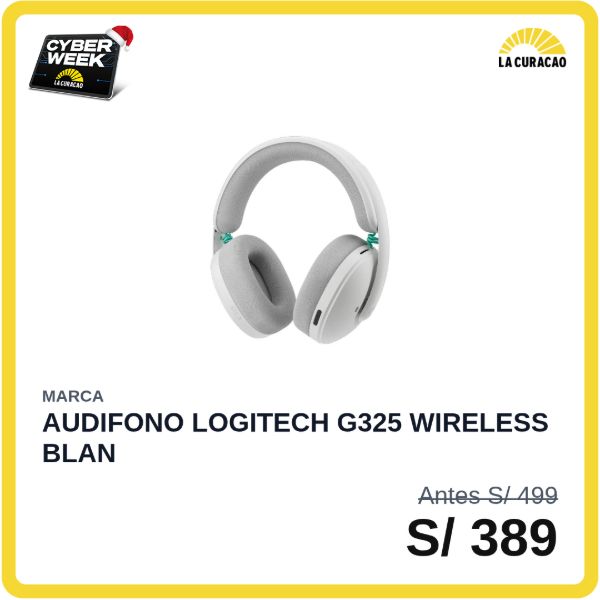 CYBER
WEEK
LA CURACAO
LA CURACAO
MARCA
AUDIFONO LOGITECH G325 WIRELESS
BLAN
Antes S/ 499
S/ 389